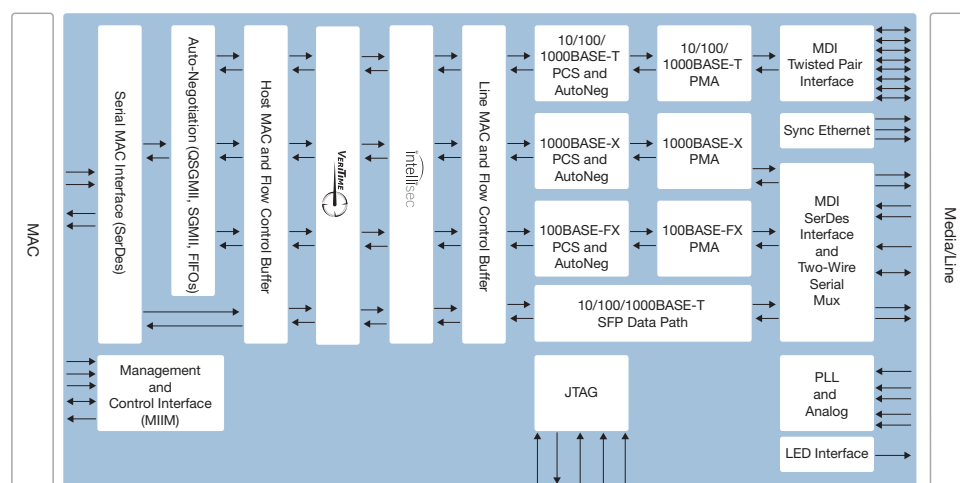 MAC
Serial MAC Interface (SerDes)
Auto-Negotiation (QSGMII, SGMII, FIFOs)
Host MAC and Flow Control Buffer
VERITIME
intellisec
Line MAC and Flow Control Buffer
10/100/
1000BASE-T
PCS and
AutoNeg
10/100/
1000BASE-T
PMA
MDI
Twisted Pair
Interface
Sync Ethernet
1000BASE-X
PCS and
AutoNeg
1000BASE-X
PMA
MDI
SerDes
Interface
and
Two-Wire
Serial
Mux
100BASE-FX
PCS and
AutoNeg
100BASE-FX
PMA
10/100/1000BASE-T
SFP Data Path
Management
and
Control Interface
(MIIM)
JTAG
PLL
and
Analog
LED Interface
Media/Line